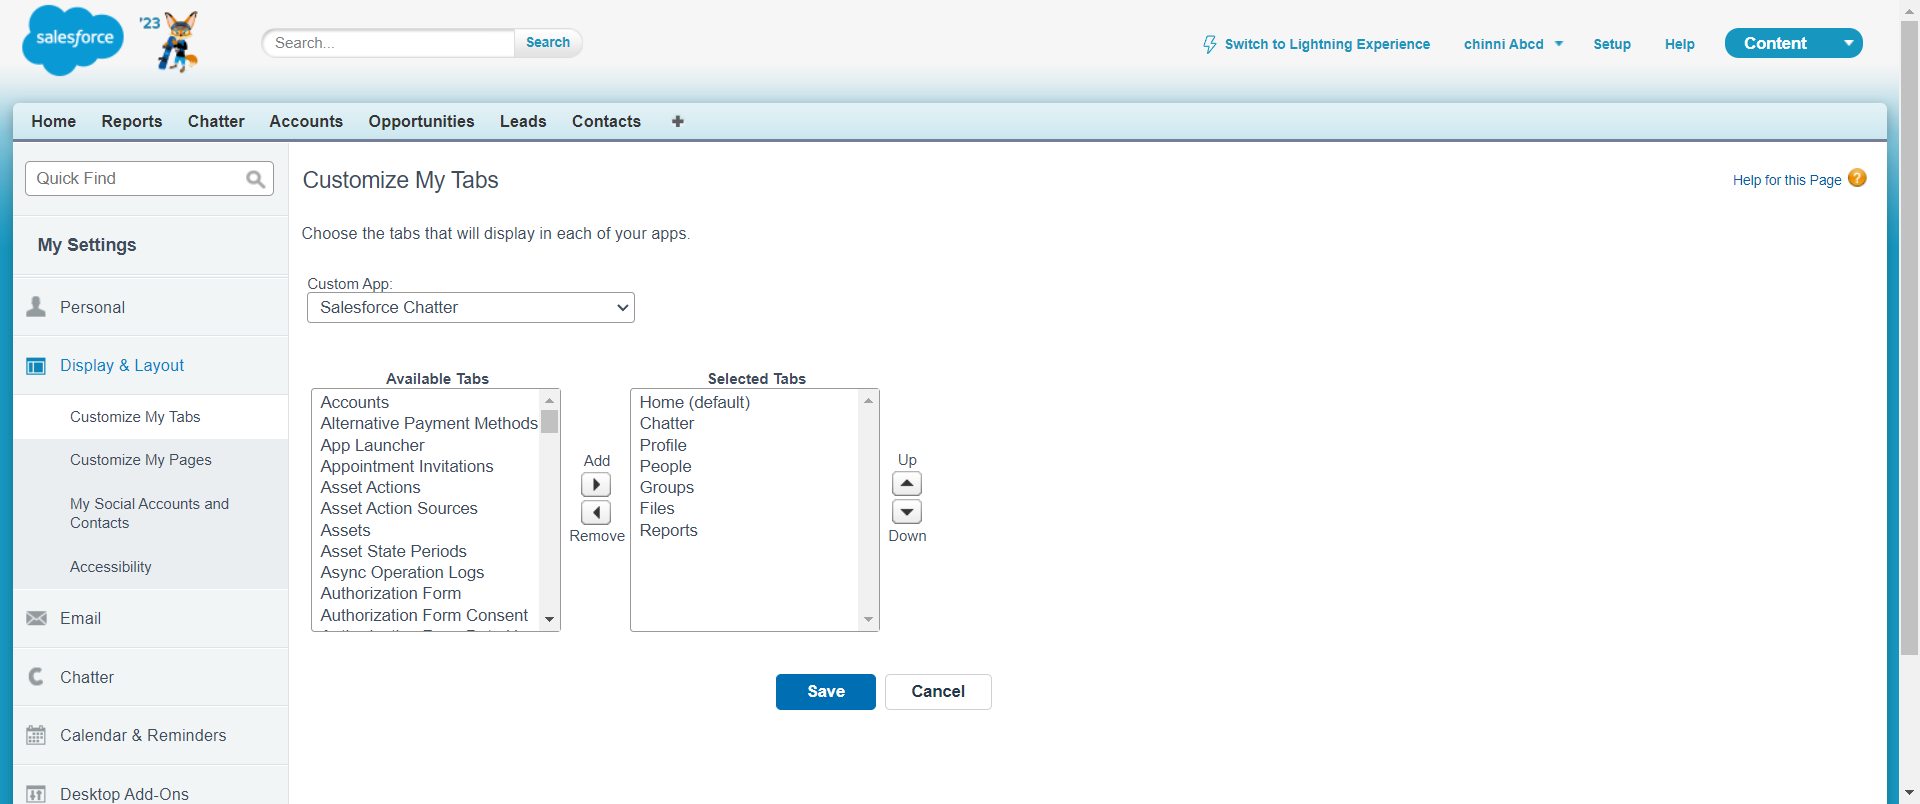 salesforce
'23
Search...
Search
Switch to Lightning Experience
chinni Abcd
Setup
Help
Content
Home
Reports
Chatter
Accounts
Opportunities
Leads
Contacts
Quick Find
My Settings
Personal
Display & Layout
Customize My Tabs
Customize My Pages
My Social Accounts and
Contacts
Accessibility
Email
Chatter
Calendar & Reminders
Desktop Add-Ons
Customize My Tabs
Help for this Page
?
Choose the tabs that will display in each of your apps.
Custom App:
Salesforce Chatter
Available Tabs
Accounts
Alternative Payment Methods
App Launcher
Appointment Invitations
Asset Actions
Asset Action Sources
Assets
Asset State Periods
Async Operation Logs
Authorization Form
Authorization Form Consent
Add
Remove
Selected Tabs
Home (default)
Chatter
Profile
People
Groups
Files
Reports
Up
Down
Save
Cancel